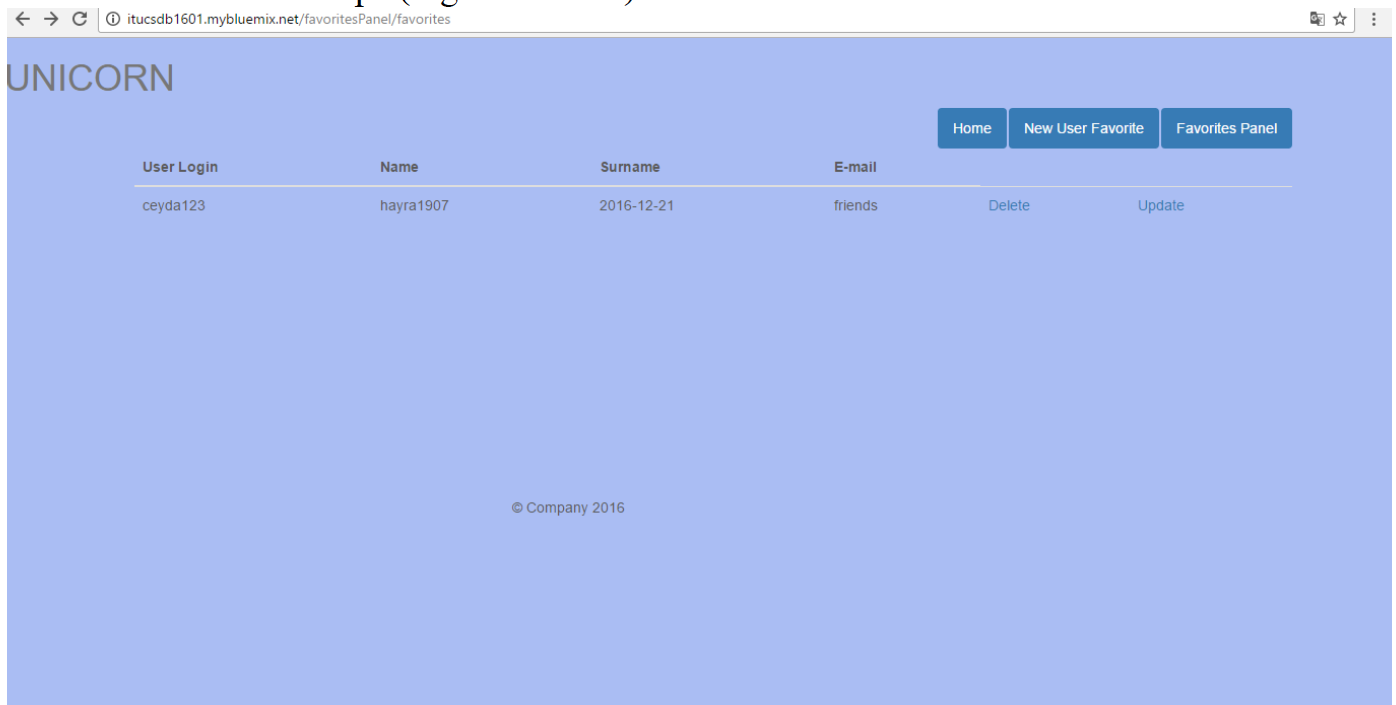 itucsdb1601.mybluemix.net/favoritesPanel/favorites
UNICORN
Home New User Favorite Favorites Panel
User Login Name Surname E-mail
ceyda123 hayra1907 2016-12-21 friends Delete Update
© Company 2016